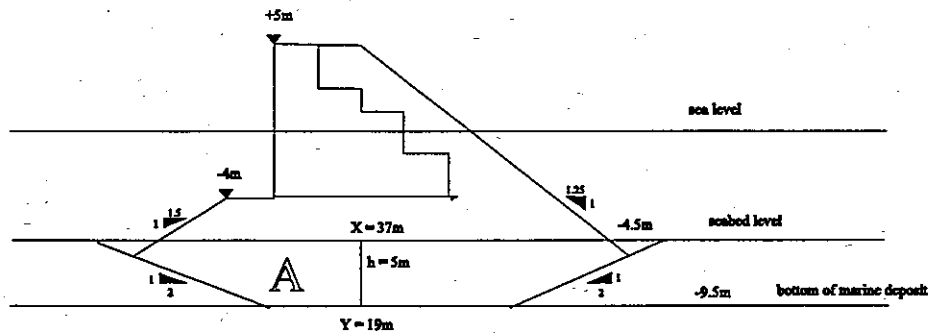 +5m
sea level
-4m
1.5
1
1.25
1
-4.5m
seabed level
X = 37m
h = 5m
A
1
2
1
2
-9.5m
bottom of marine deposit
Y = 19m